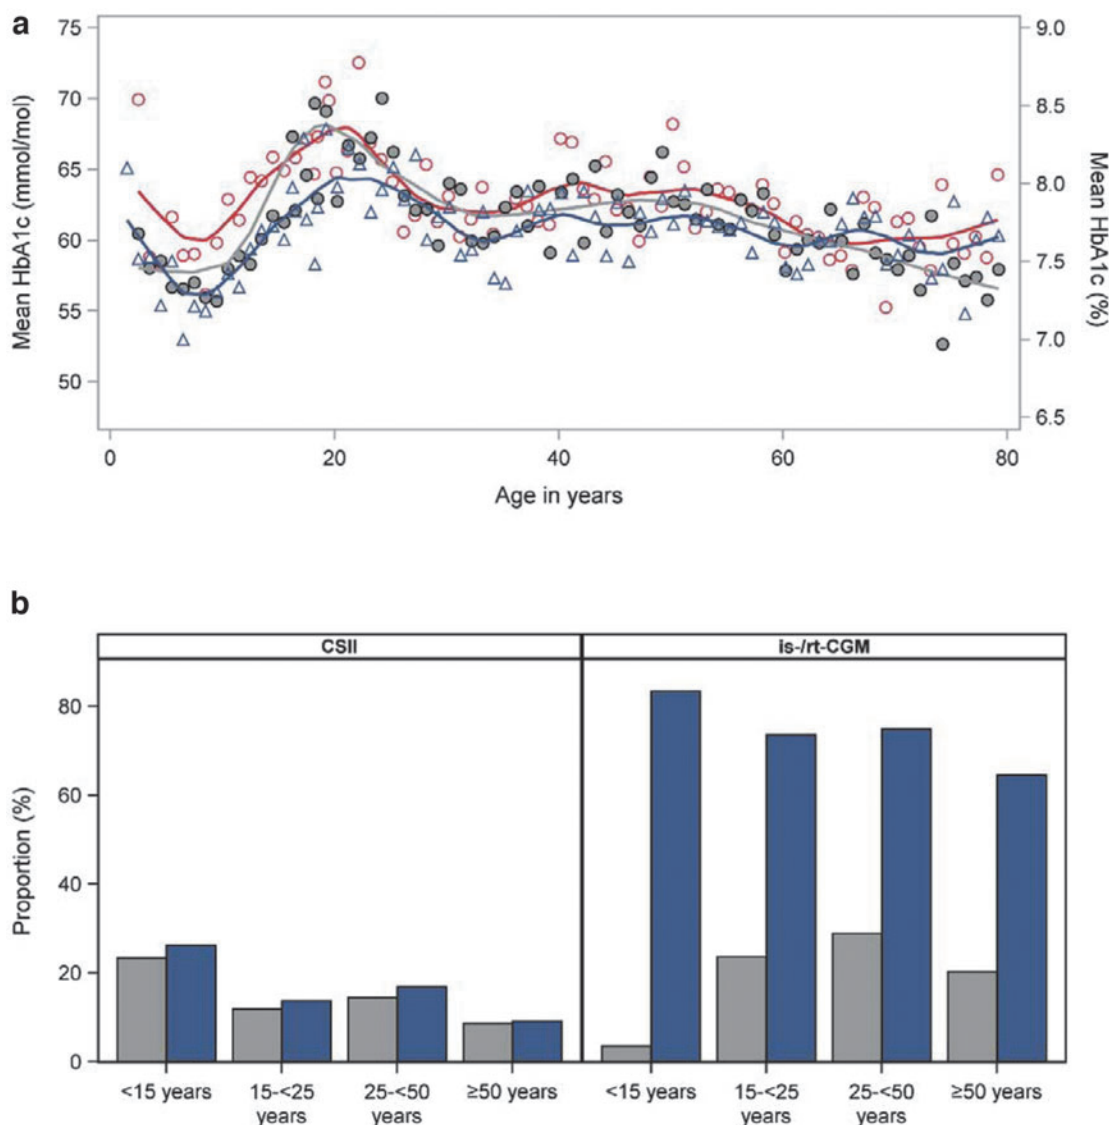 a
75
70
65
60
55
50
Mean HbA1c (mmol/mol)
9.0
8.5
8.0
7.5
7.0
6.5
Mean HbA1c (%)
0 20 40 60 80
Age in years
b
CSII is-/rt-CGM
80
60
40
20
0
Proportion (%)
<15 years 15-<25 25-<50 ≥50 years <15 years 15-<25 25-<50 ≥50 years
years years years years